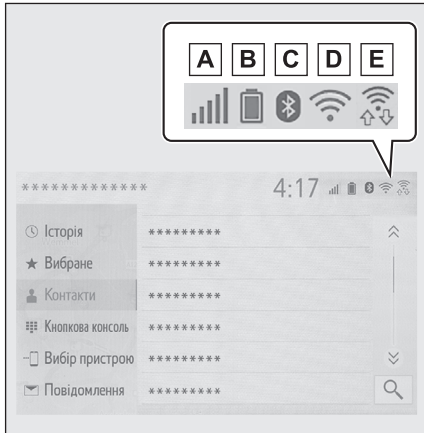 A B C D E
************* 4:17
Історія *********
Вибране *********
Контакти *********
Кнопкова консоль *********
Вибір пристрою *********
Повідомлення *********